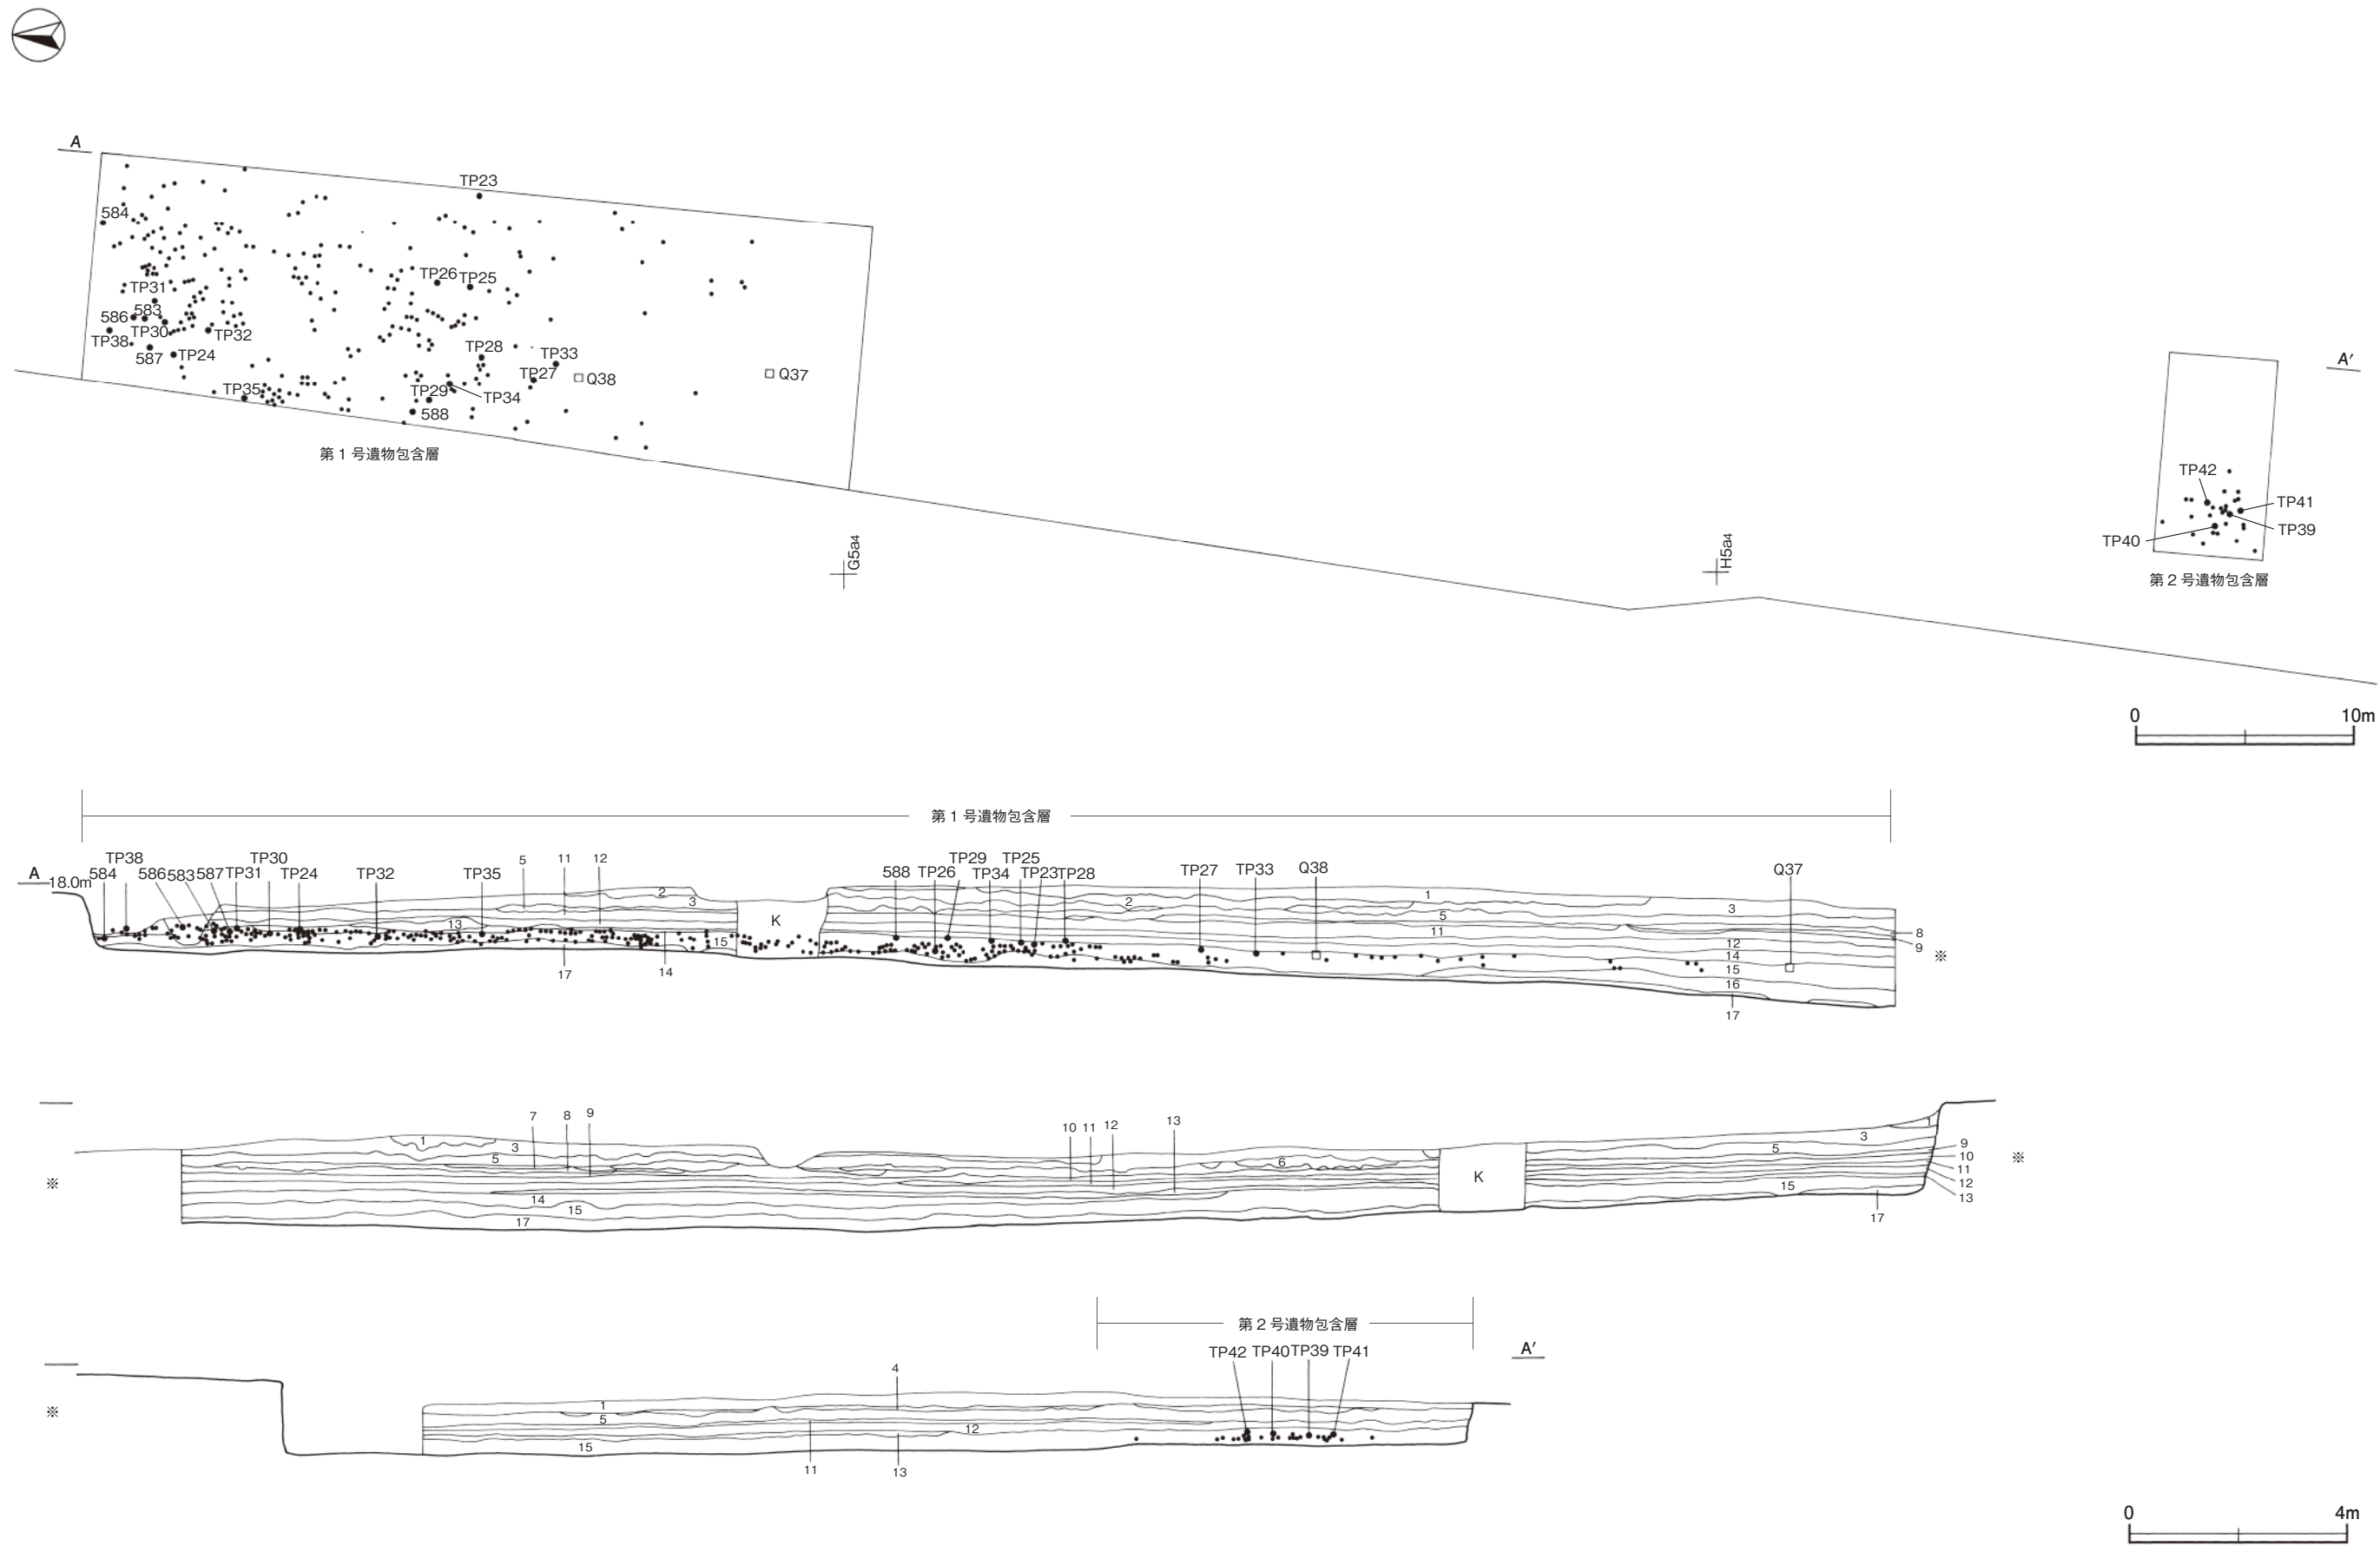 A
TP23
584
TP26 TP25
TP31
586 583
TP30 TP32
TP38
587 TP24
TP28
TP33
TP27 Q38 Q37
TP35 TP29
TP34
588
第1号遺物包含層
A′
TP42
TP41
TP39
TP40
第2号遺物包含層
G5a4
H5a4
0 10m
第1号遺物包含層
TP38 TP30 5 11 12 TP29 TP25
A 18.0m 584 586 583 587 TP31 TP24 TP32 TP35 588 TP26 TP34 TP23 TP28 TP27 TP33 Q38 Q37
2 1
3 K 2 3
13 5
11 8
15 12 9 ※
14
17 14 15
16
17
7 8 9 10 11 12 13
1 3 6 K 3 1
5 5 9
10 ※
11
※ 14 15 12
15 13
17 17
第2号遺物包含層
TP42 TP40 TP39 TP41 A′
4
※ 1
5
12
15
11 13
0 4m